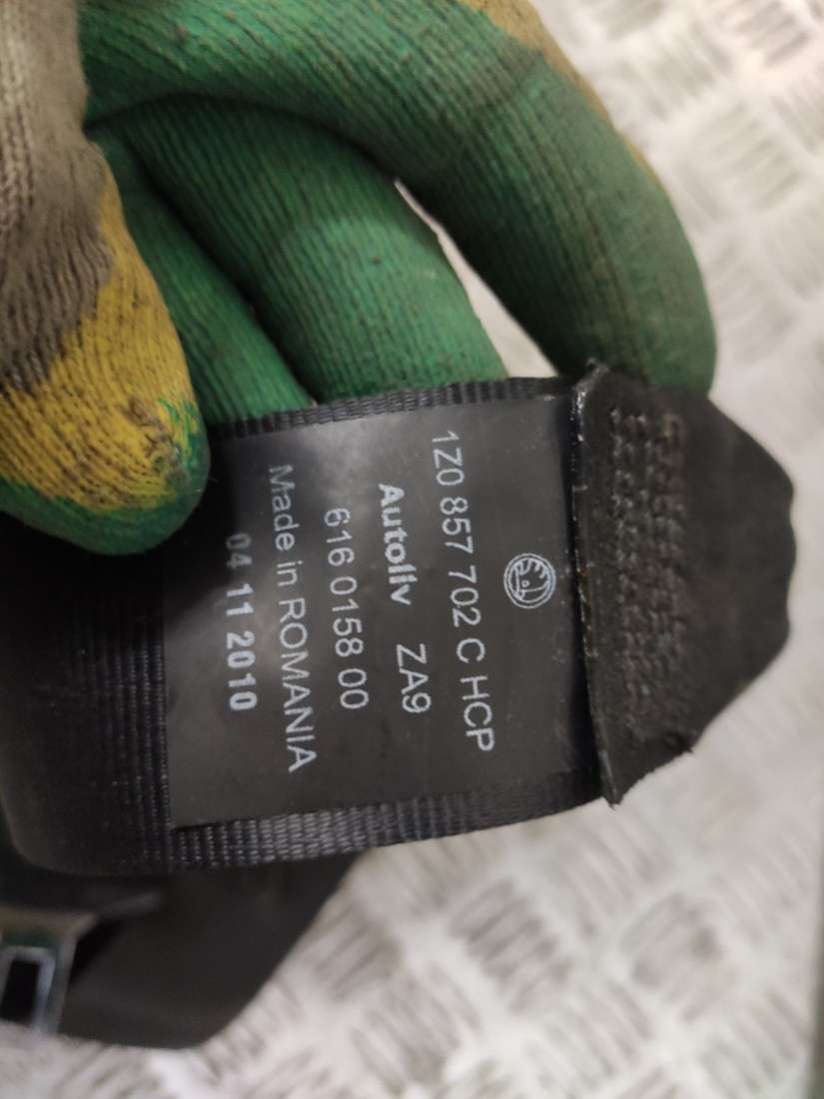 1Z0 857 702 C HCP
Autoliv ZA9
616 0158 00
Made in ROMANIA
04 11 2010